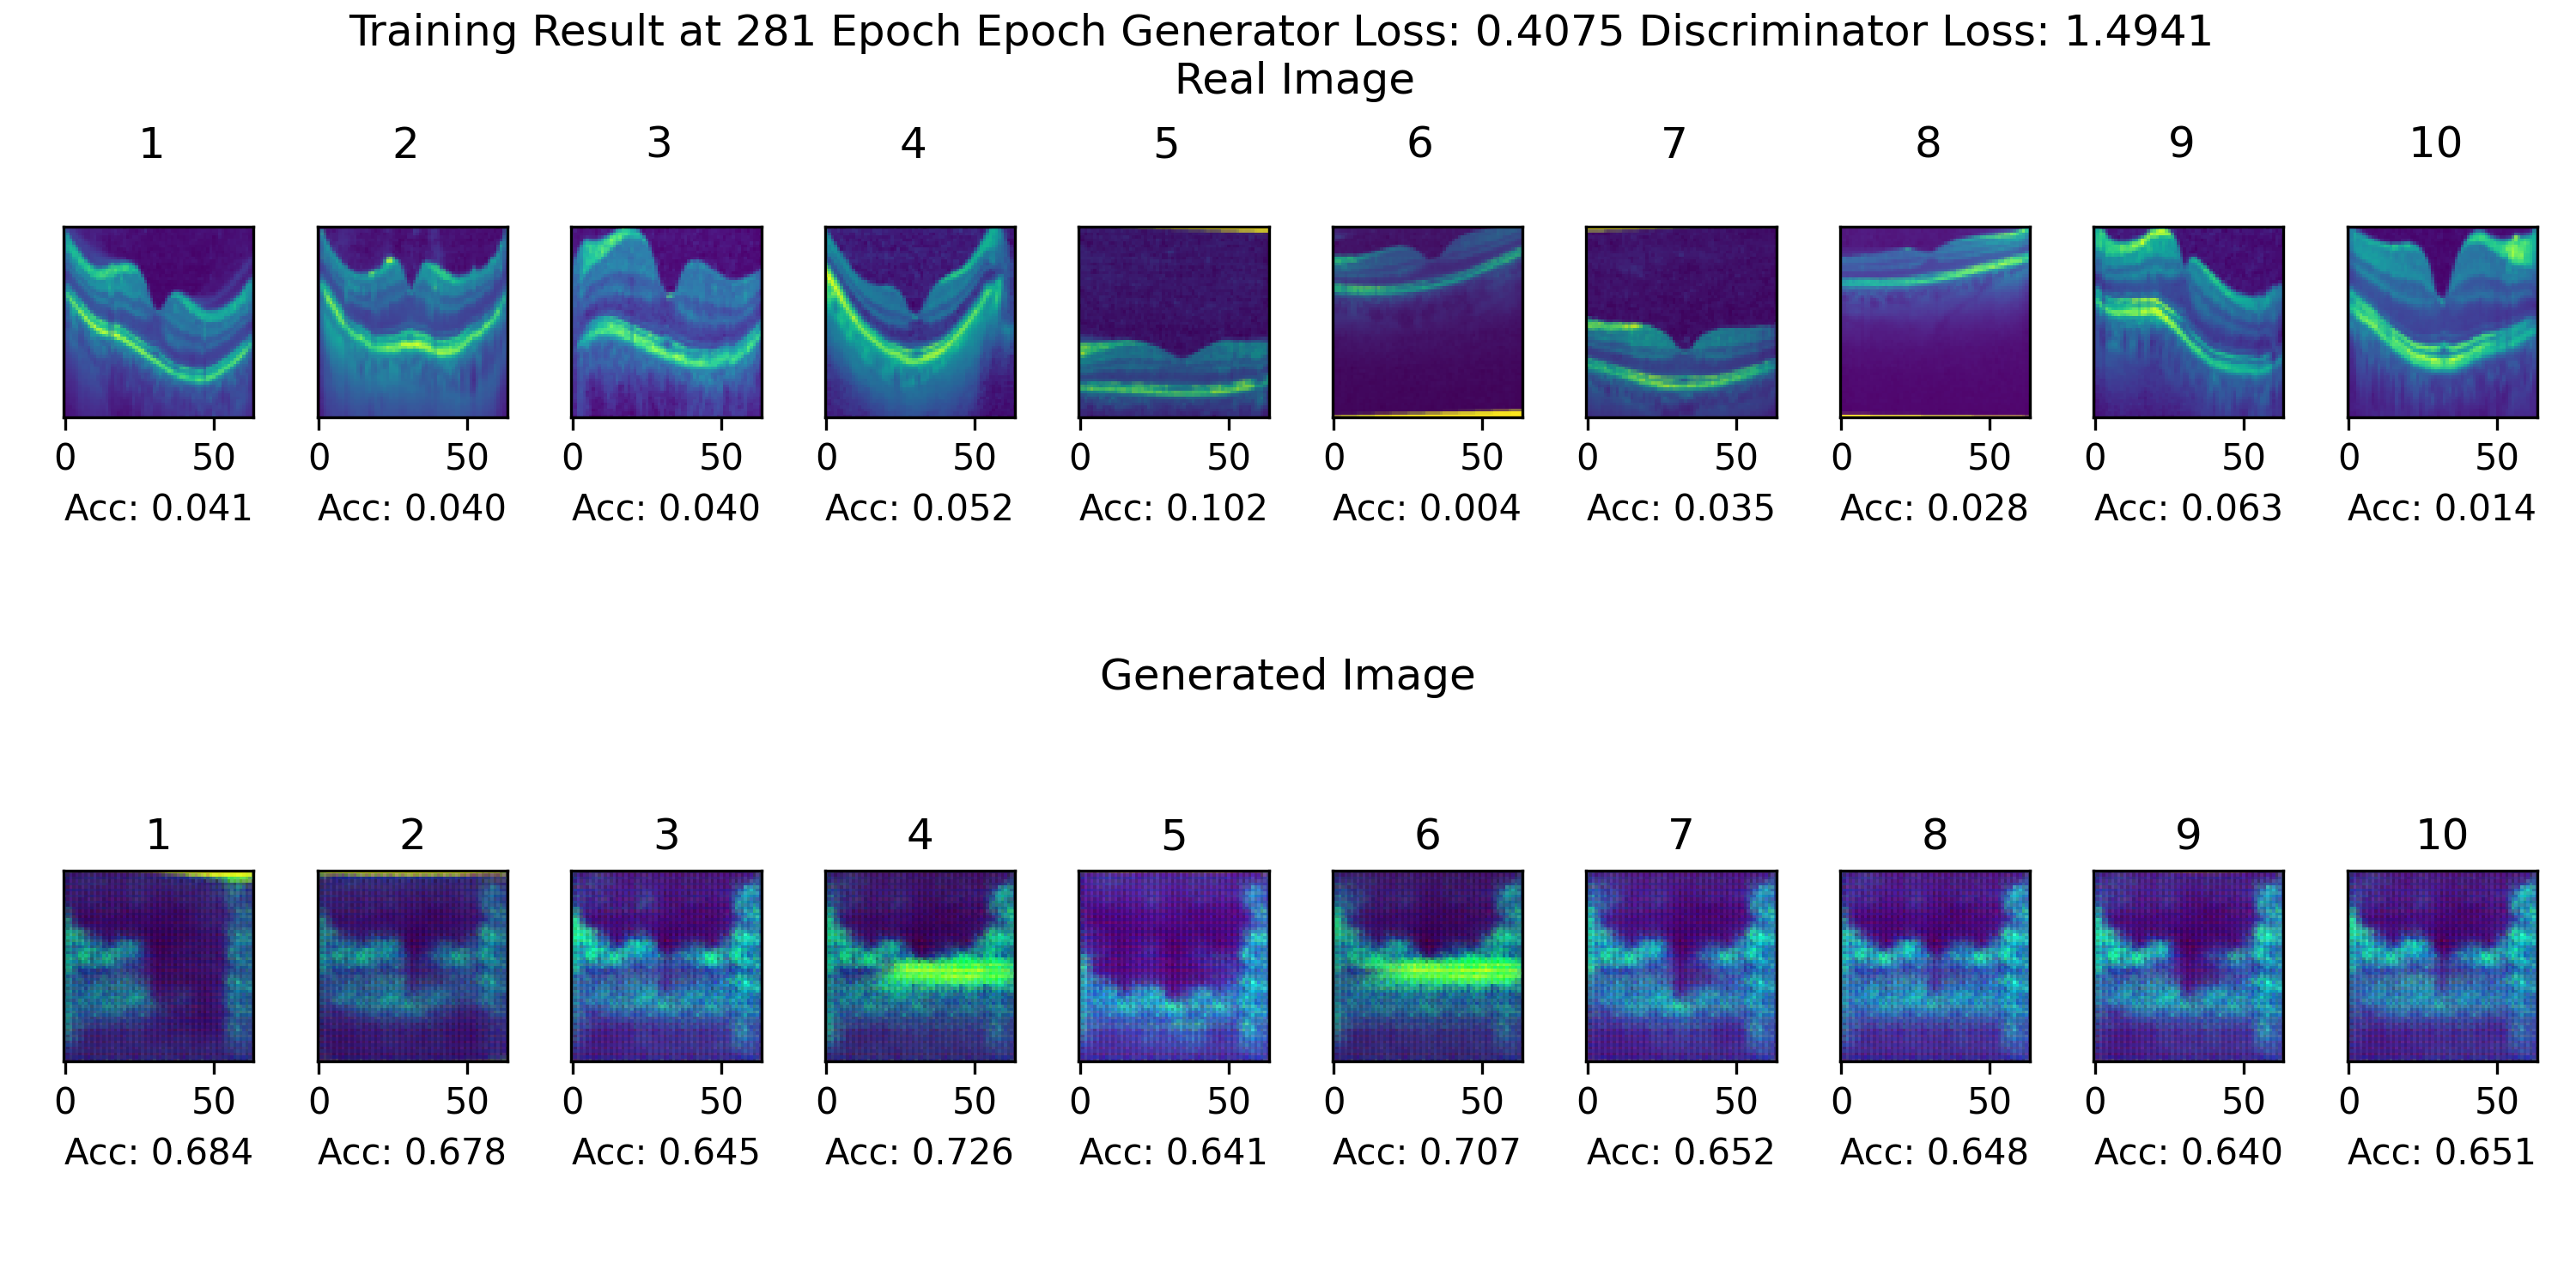 Training Result at 281 Epoch Epoch Generator Loss: 0.4075 Discriminator Loss: 1.4941
Real Image
1 2 3 4 5 6 7 8 9 10
0 50 0 50 0 50 0 50 0 50 0 50 0 50 0 50 0 50 0 50
Acc: 0.041 Acc: 0.040 Acc: 0.040 Acc: 0.052 Acc: 0.102 Acc: 0.004 Acc: 0.035 Acc: 0.028 Acc: 0.063 Acc: 0.014
Generated Image
1 2 3 4 5 6 7 8 9 10
0 50 0 50 0 50 0 50 0 50 0 50 0 50 0 50 0 50 0 50
Acc: 0.684 Acc: 0.678 Acc: 0.645 Acc: 0.726 Acc: 0.641 Acc: 0.707 Acc: 0.652 Acc: 0.648 Acc: 0.640 Acc: 0.651